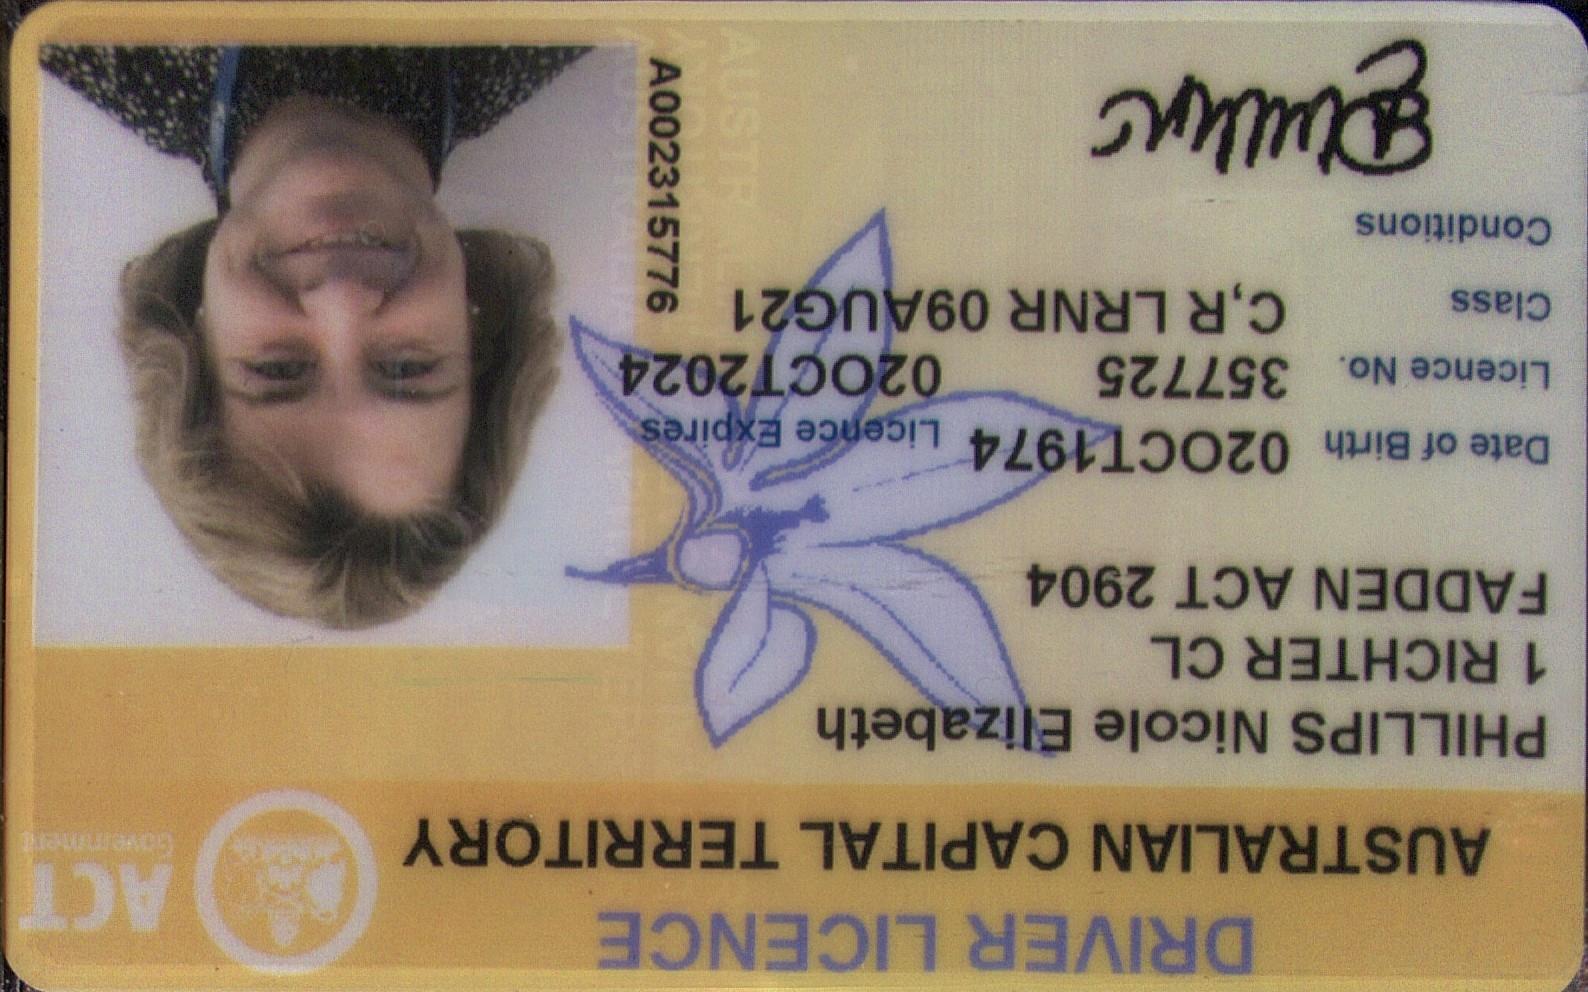 DRIVER LICENCE
AUSTRALIAN CAPITAL TERRITORY
ACT
Government
PHILLIPS Nicole Elizabeth
1 RICHTER CL
FADDEN ACT 2904
Date of Birth 02OCT1974 Licence Expires
Licence No. 357725 02OCT2024
Class C,R LRNR 09AUG21
Conditions
A002315776